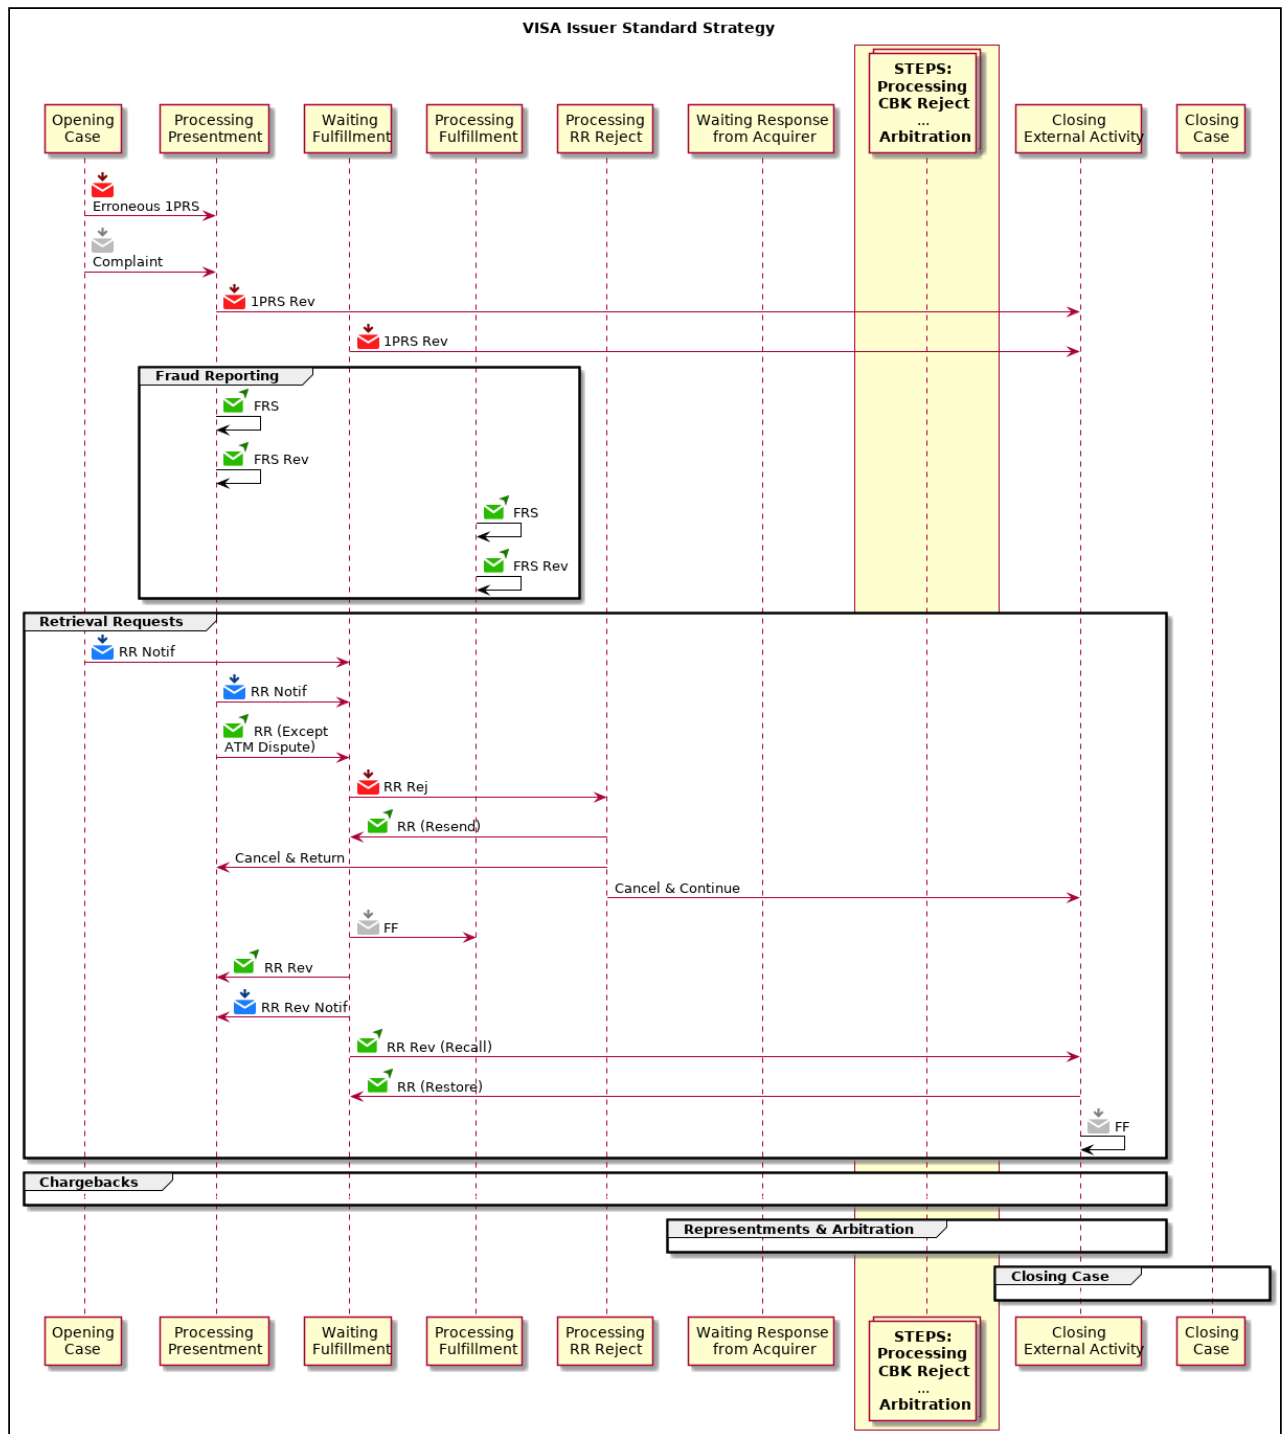 VISA Issuer Standard Strategy
Opening
Case
Processing
Presentment
Waiting
Fulfillment
Processing
Fulfillment
Processing
RR Reject
Waiting Response
from Acquirer
STEPS:
Processing
CBK Reject
...
Arbitration
Closing
External Activity
Closing
Case
Erroneous 1PRS
Complaint
1PRS Rev
1PRS Rev
Fraud Reporting
FRS
FRS Rev
FRS
FRS Rev
Retrieval Requests
RR Notif
RR Notif
RR (Except
ATM Dispute)
RR Rej
RR (Resend)
Cancel & Return
Cancel & Continue
FF
RR Rev
RR Rev Notif
RR Rev (Recall)
RR (Restore)
FF
Chargebacks
Representments & Arbitration
Closing Case
Opening
Case
Processing
Presentment
Waiting
Fulfillment
Processing
Fulfillment
Processing
RR Reject
Waiting Response
from Acquirer
STEPS:
Processing
CBK Reject
...
Arbitration
Closing
External Activity
Closing
Case